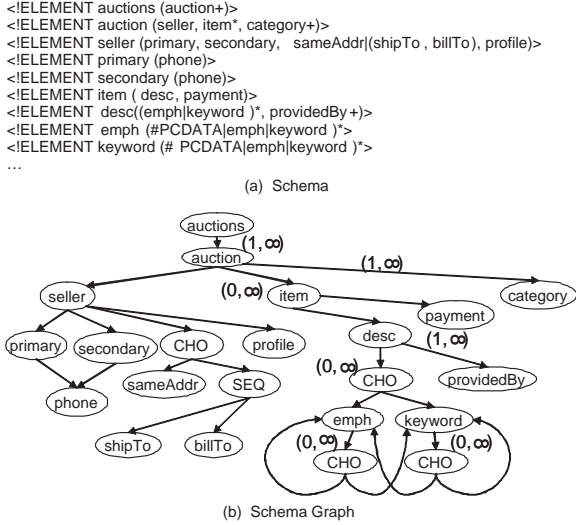 <!ELEMENT auctions (auction+)>
<!ELEMENT auction (seller, item*, category+)>
<!ELEMENT seller (primary, secondary, sameAddr|(shipTo , billTo), profile)>
<!ELEMENT primary (phone)>
<!ELEMENT secondary (phone)>
<!ELEMENT item ( desc, payment)>
<!ELEMENT desc((emph|keyword )*, providedBy+)>
<!ELEMENT emph (#PCDATA|emph|keyword )*>
<!ELEMENT keyword (# PCDATA|emph|keyword )*>
...
(a) Schema
auctions
(1,∞)
auction
(1,∞)
seller
(0,∞)
item
category
payment
primary
secondary
CHO
profile
desc
(1,∞)
(0,∞)
sameAddr
SEQ
CHO
providedBy
phone
emph
keyword
shipTo
billTo
(0,∞)
(0,∞)
CHO
CHO
(b) Schema Graph